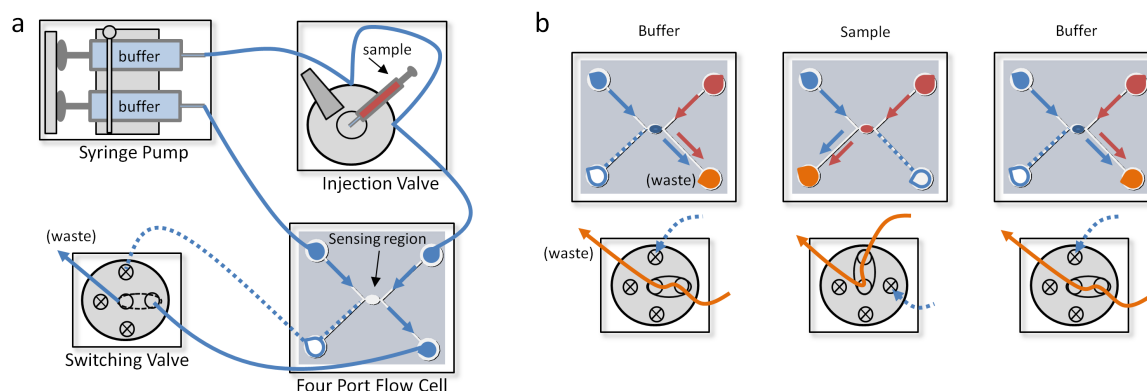 a
buffer
buffer
Syringe Pump
sample
Injection Valve
(waste)
Switching Valve
Sensing region
Four Port Flow Cell
b
Buffer
Sample
Buffer
(waste)
(waste)